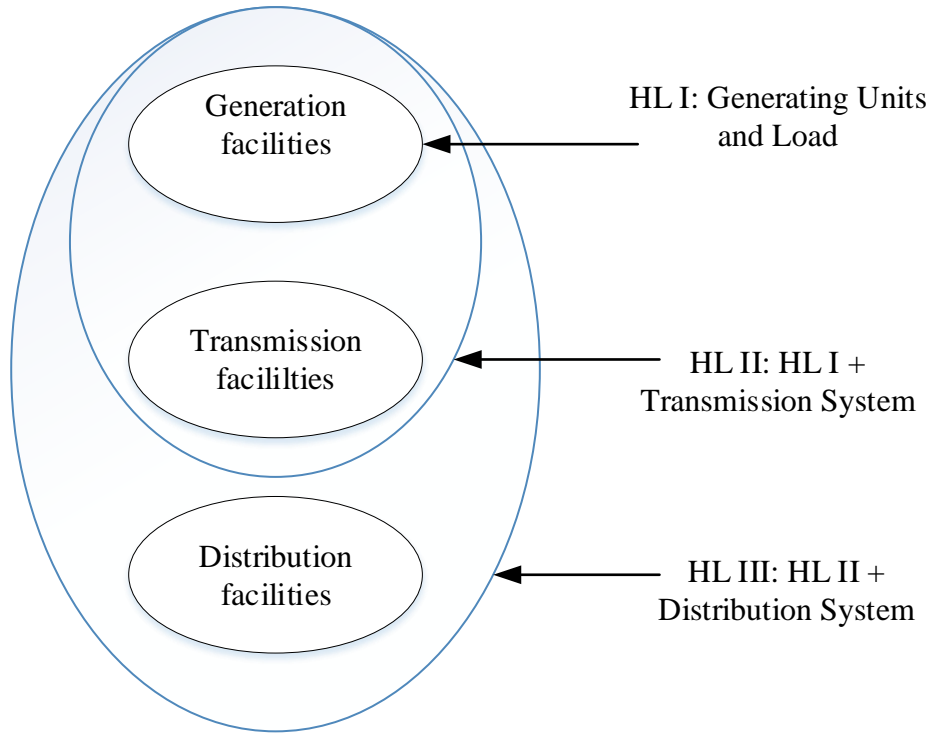 Generation
facilities
HL I: Generating Units
and Load
Transmission
facililties
HL II: HL I +
Transmission System
Distribution
facilities
HL III: HL II +
Distribution System